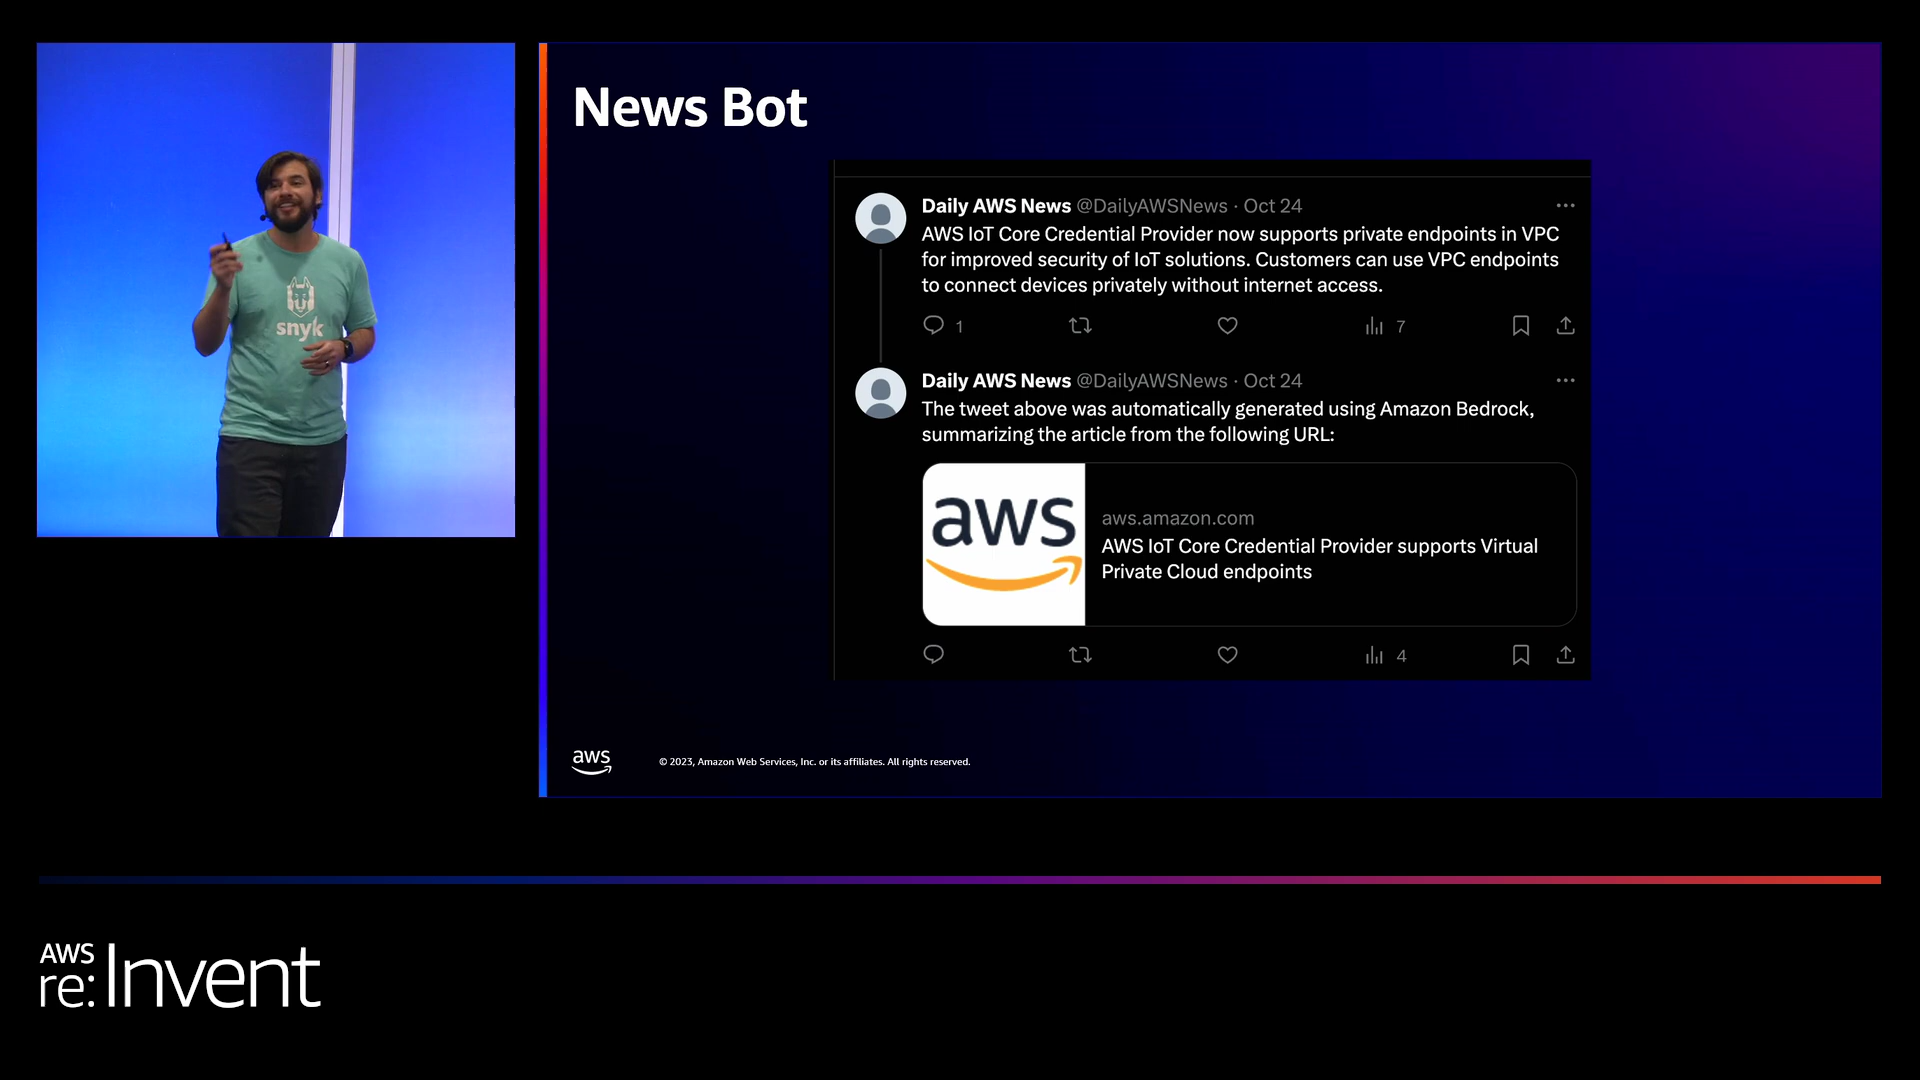 snyk
News Bot
Daily AWS News @DailyAWSNews · Oct 24
AWS IoT Core Credential Provider now supports private endpoints in VPC
for improved security of IoT solutions. Customers can use VPC endpoints
to connect devices privately without internet access.
1 7
Daily AWS News @DailyAWSNews · Oct 24
The tweet above was automatically generated using Amazon Bedrock,
summarizing the article from the following URL:
aws
aws.amazon.com
AWS IoT Core Credential Provider supports Virtual
Private Cloud endpoints
4
aws
© 2023, Amazon Web Services, Inc. or its affiliates. All rights reserved.
AWS
re:Invent